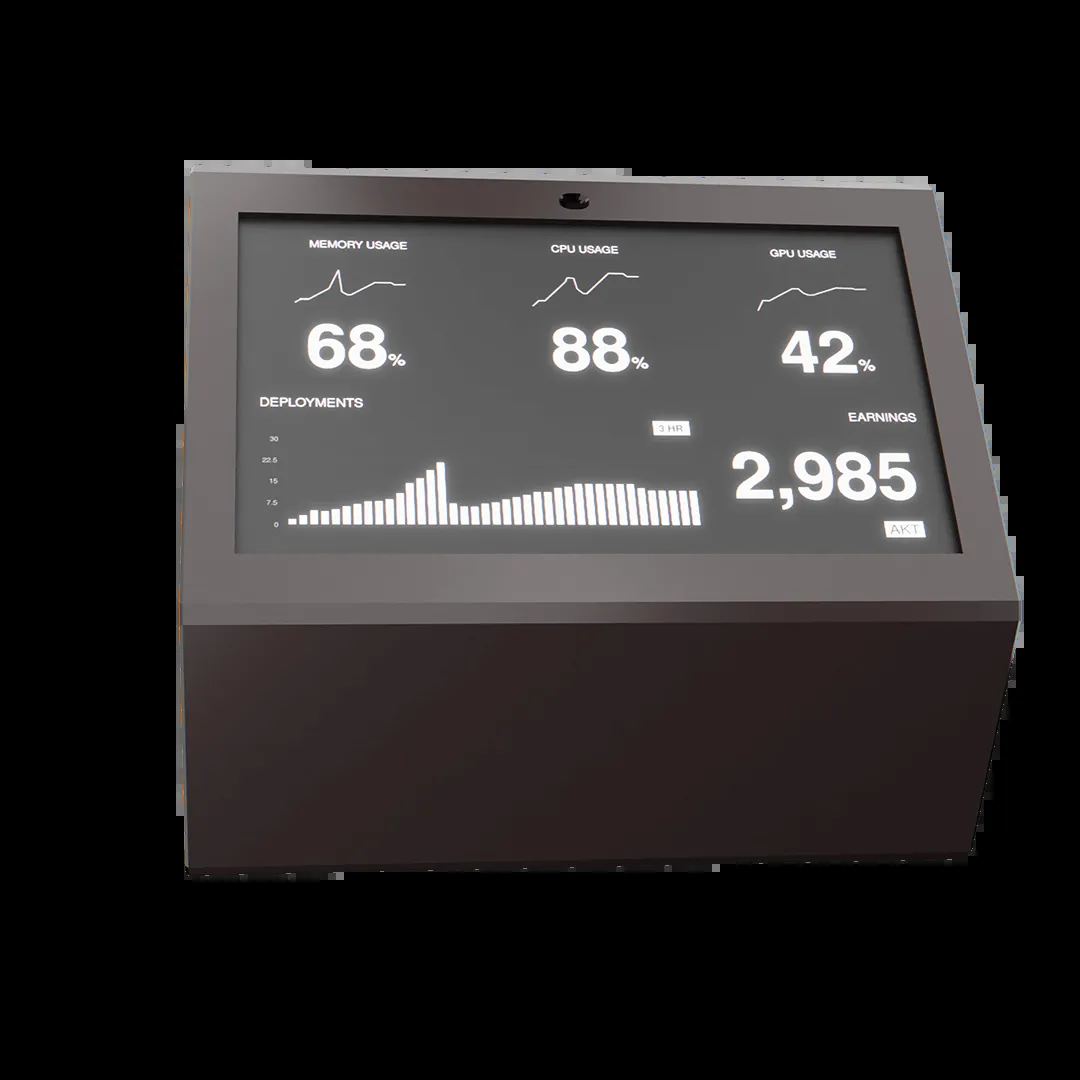 MEMORY USAGE
CPU USAGE
GPU USAGE
68%
88%
42%
DEPLOYMENTS
3 HR
30
22.5
15
7.5
0
EARNINGS
2,985
AKT